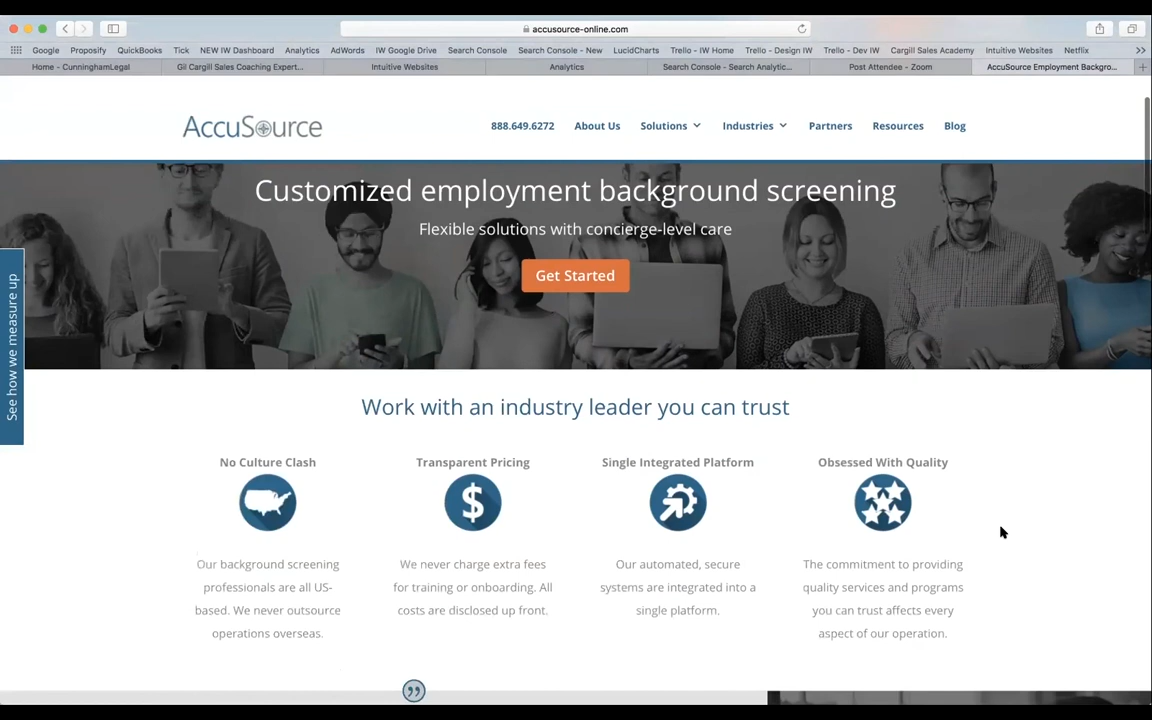 accusource-online.com
Google Proposify QuickBooks Tick NEW IW Dashboard Analytics AdWords IW Google Drive Search Console Search Console - New LucidCharts Trello - IW Home Trello - Design IW Trello - Dev IW Cargill Sales Academy Intuitive Websites Netflix
Home - CunninghamLegal Gil Cargill Sales Coaching Expert... Intuitive Websites Analytics Search Console - Search Analytic... Post Attendee - Zoom AccuSource Employment Backgro...
AccuSource
888.649.6272 About Us Solutions Industries Partners Resources Blog
Customized employment background screening
Flexible solutions with concierge-level care
Get Started
See how we measure up
Work with an industry leader you can trust
No Culture Clash Transparent Pricing Single Integrated Platform Obsessed With Quality
$
Our background screening
professionals are all US-
based. We never outsource
operations overseas.
We never charge extra fees
for training or onboarding. All
costs are disclosed up front.
Our automated, secure
systems are integrated into a
single platform.
The commitment to providing
quality services and programs
you can trust affects every
aspect of our operation.